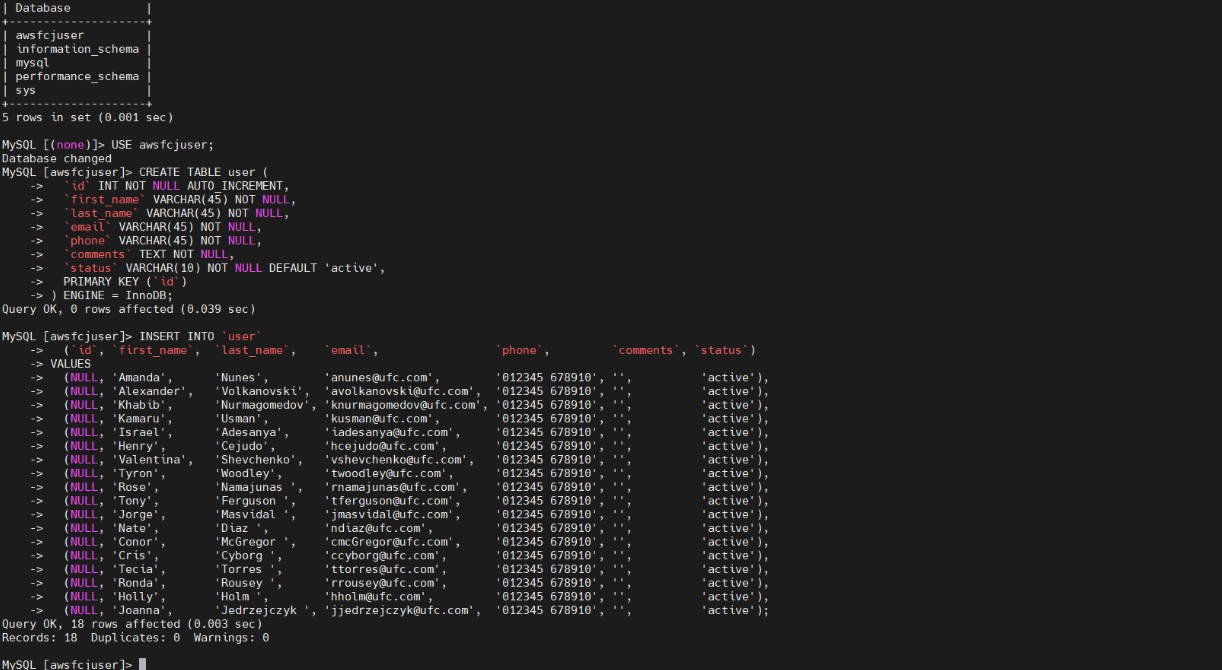 | Database           |
+--------------------+
| awsfcjuser         |
| information_schema |
| mysql              |
| performance_schema |
| sys                |
+--------------------+
5 rows in set (0.001 sec)

MySQL [(none)]> USE awsfcjuser;
Database changed
MySQL [awsfcjuser]> CREATE TABLE user (
    ->   `id` INT NOT NULL AUTO_INCREMENT,
    ->   `first_name` VARCHAR(45) NOT NULL,
    ->   `last_name` VARCHAR(45) NOT NULL,
    ->   `email` VARCHAR(45) NOT NULL,
    ->   `phone` VARCHAR(45) NOT NULL,
    ->   `comments` TEXT NOT NULL,
    ->   `status` VARCHAR(10) NOT NULL DEFAULT 'active',
    ->   PRIMARY KEY (`id`)
    -> ) ENGINE = InnoDB;
Query OK, 0 rows affected (0.039 sec)

MySQL [awsfcjuser]> INSERT INTO `user`
    ->   (`id`, `first_name`,  `last_name`,    `email`,                 `phone`,         `comments`, `status`)
    -> VALUES
    ->   (NULL, 'Amanda',      'Nunes',        'anunes@ufc.com',        '012345 678910', '',          'active'),
    ->   (NULL, 'Alexander',   'Volkanovski',  'avolkanovski@ufc.com',  '012345 678910', '',          'active'),
    ->   (NULL, 'Khabib',      'Nurmagomedov', 'knurmagomedov@ufc.com', '012345 678910', '',          'active'),
    ->   (NULL, 'Kamaru',      'Usman',        'kusman@ufc.com',        '012345 678910', '',          'active'),
    ->   (NULL, 'Israel',      'Adesanya',     'iadesanya@ufc.com',     '012345 678910', '',          'active'),
    ->   (NULL, 'Henry',       'Cejudo',       'hcejudo@ufc.com',       '012345 678910', '',          'active'),
    ->   (NULL, 'Valentina',   'Shevchenko',   'vshevchenko@ufc.com',   '012345 678910', '',          'active'),
    ->   (NULL, 'Tyron',       'Woodley',      'twoodley@ufc.com',      '012345 678910', '',          'active'),
    ->   (NULL, 'Rose',        'Namajunas ',   'rnamajunas@ufc.com',    '012345 678910', '',          'active'),
    ->   (NULL, 'Tony',        'Ferguson ',    'tferguson@ufc.com',     '012345 678910', '',          'active'),
    ->   (NULL, 'Jorge',       'Masvidal ',    'jmasvidal@ufc.com',     '012345 678910', '',          'active'),
    ->   (NULL, 'Nate',        'Diaz ',        'ndiaz@ufc.com',         '012345 678910', '',          'active'),
    ->   (NULL, 'Conor',       'McGregor ',    'cmcGregor@ufc.com',     '012345 678910', '',          'active'),
    ->   (NULL, 'Cris',        'Cyborg ',      'ccyborg@ufc.com',       '012345 678910', '',          'active'),
    ->   (NULL, 'Tecia',       'Torres ',      'ttorres@ufc.com',       '012345 678910', '',          'active'),
    ->   (NULL, 'Ronda',       'Rousey ',      'rrousey@ufc.com',       '012345 678910', '',          'active'),
    ->   (NULL, 'Holly',       'Holm ',        'hholm@ufc.com',         '012345 678910', '',          'active'),
    ->   (NULL, 'Joanna',      'Jedrzejczyk ', 'jjedrzejczyk@ufc.com',  '012345 678910', '',          'active');
Query OK, 18 rows affected (0.003 sec)
Records: 18  Duplicates: 0  Warnings: 0

MySQL [awsfcjuser]>